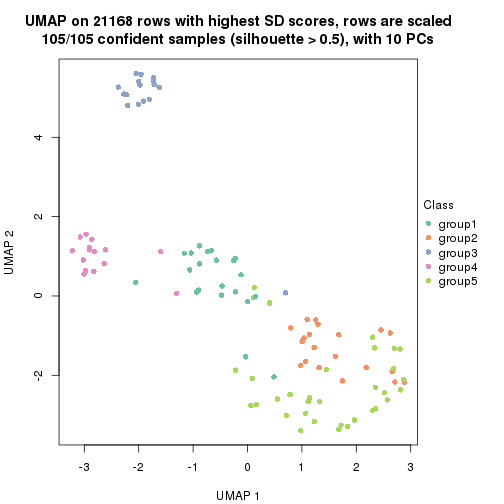 UMAP on 21168 rows with highest SD scores, rows are scaled
105/105 confident samples (silhouette > 0.5), with 10 PCs
UMAP 2
4
2
0
-2
-3
-2
-1
0
1
2
3
UMAP 1
Class
group1
group2
group3
group4
group5